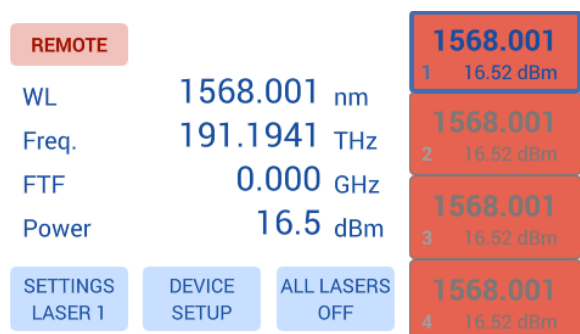 REMOTE
WL 1568.001 nm
Freq. 191.1941 THz
FTF 0.000 GHz
Power 16.5 dBm
SETTINGS
LASER 1
DEVICE
SETUP
ALL LASERS
OFF
1568.001
1 16.52 dBm
1568.001
2 16.52 dBm
1568.001
3 16.52 dBm
1568.001
4 16.52 dBm